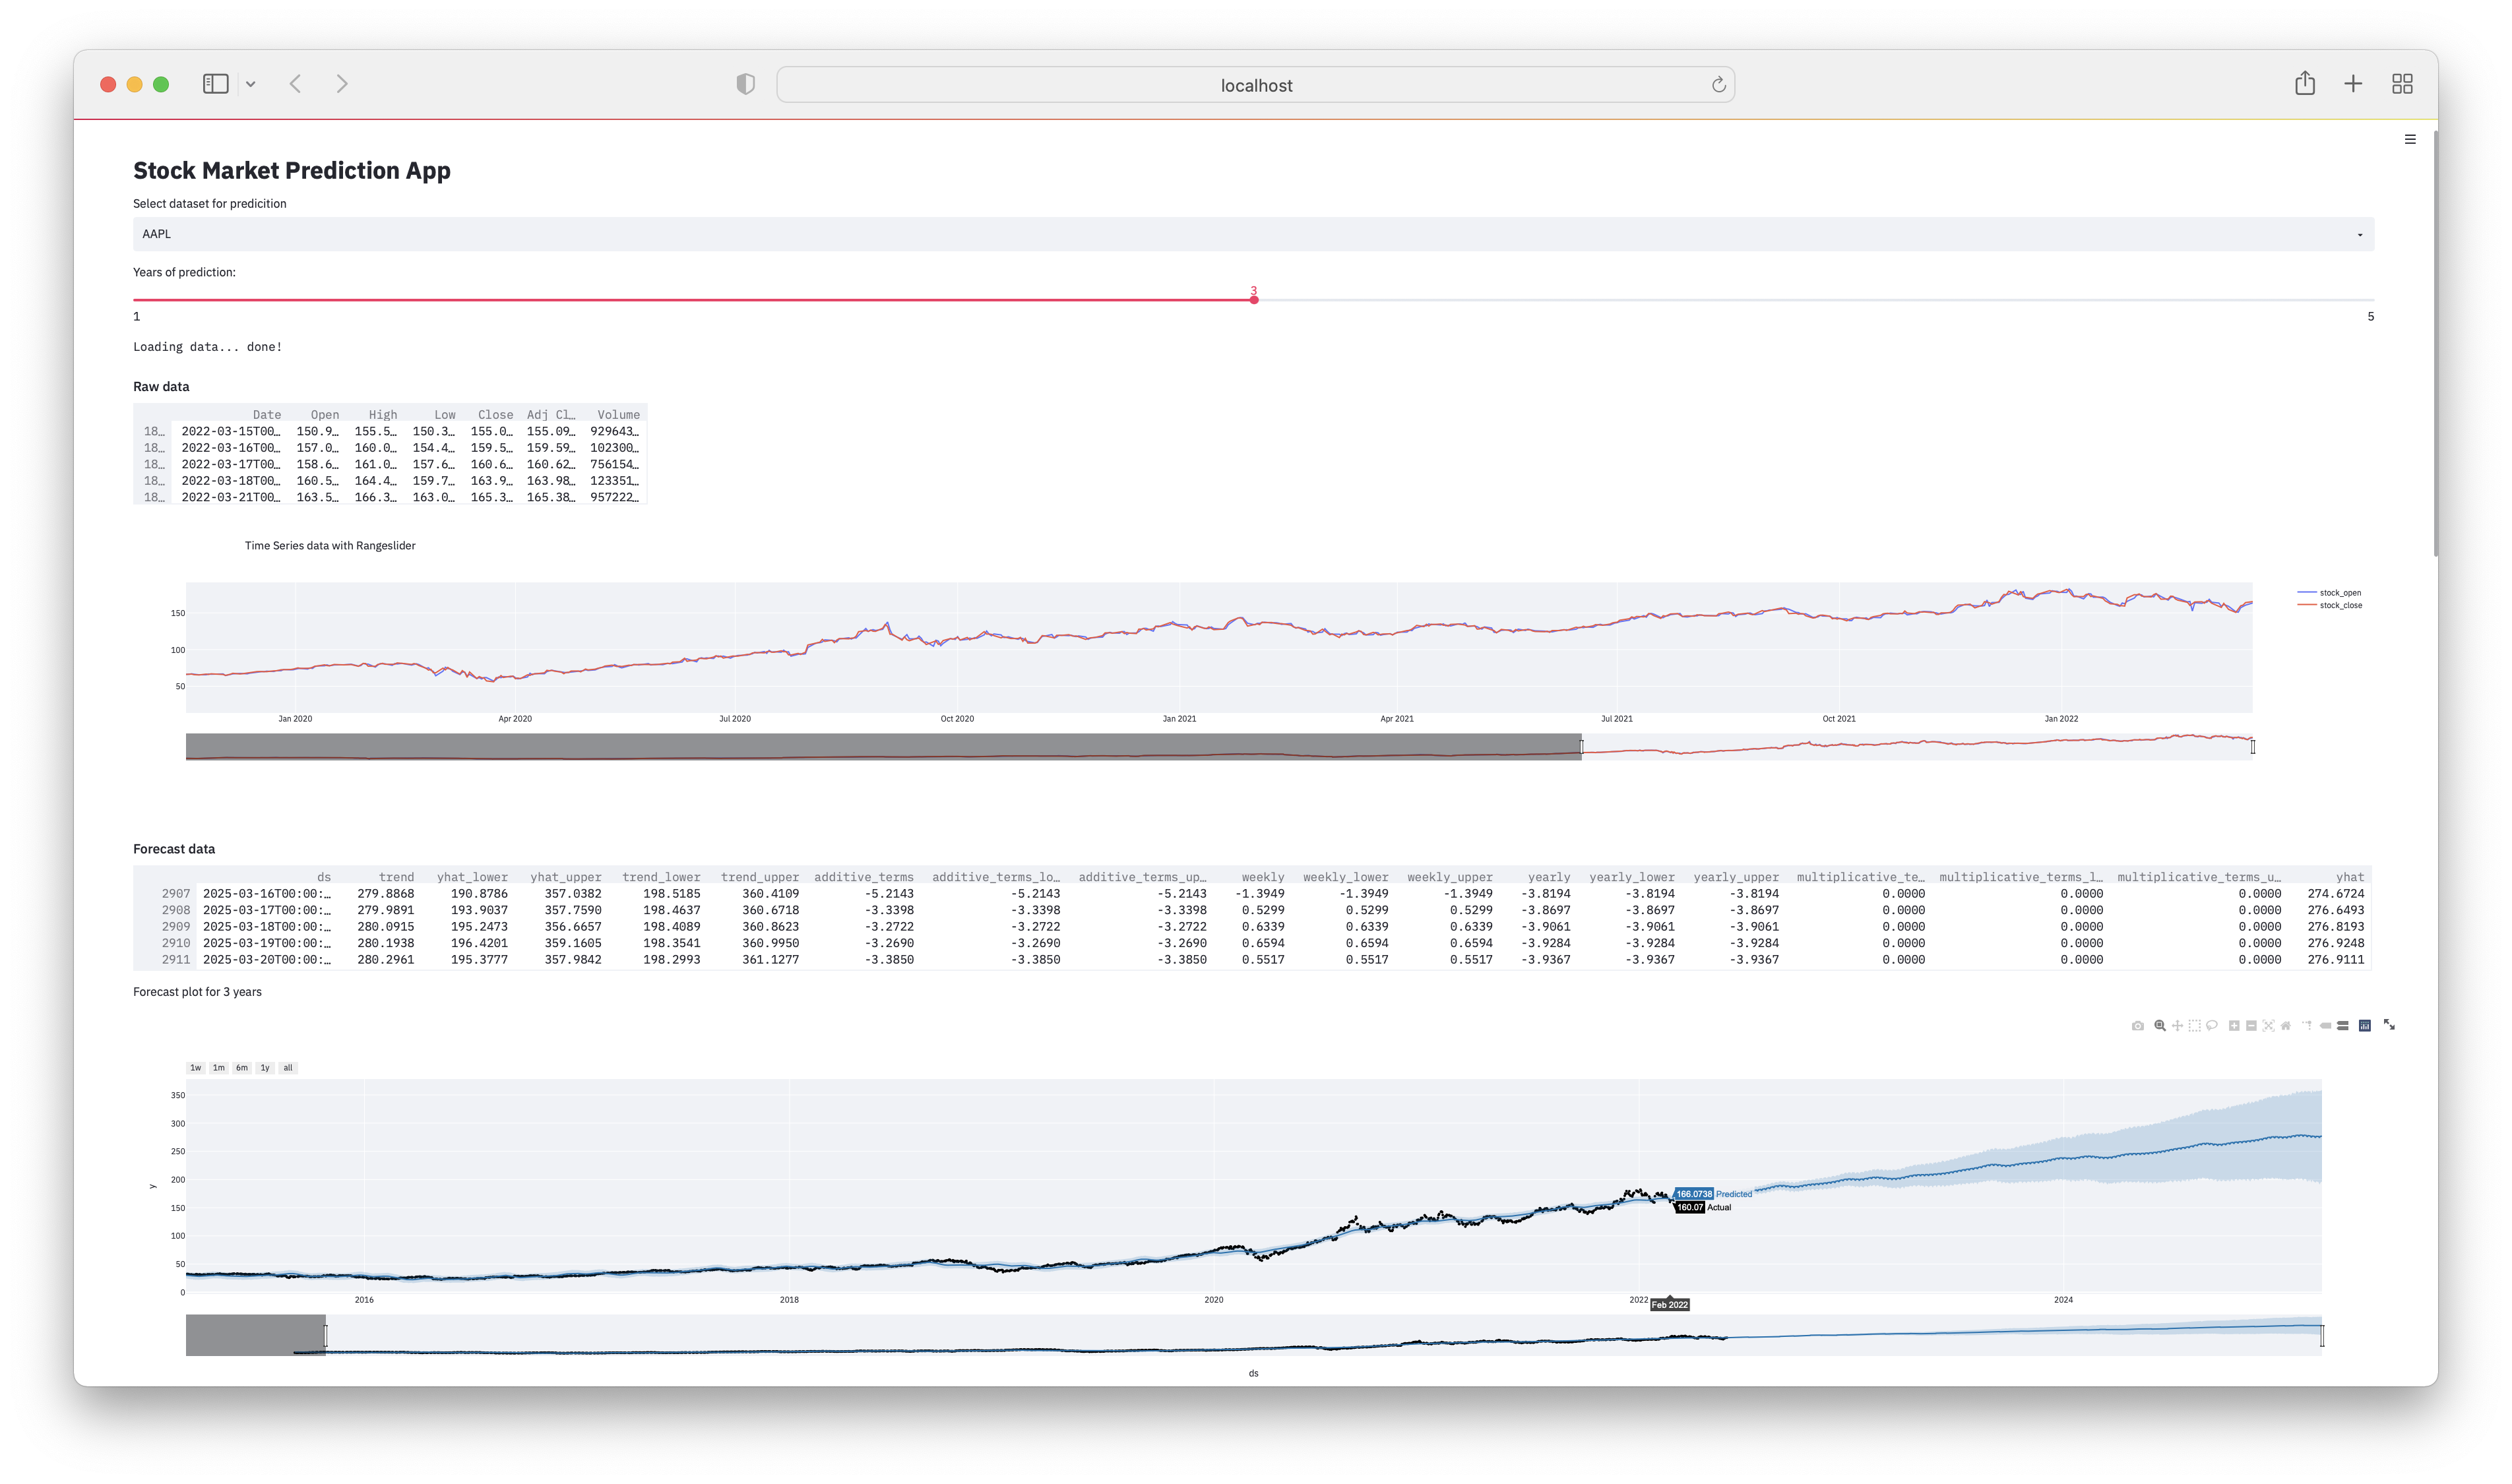 localhost
Stock Market Prediction App
Select dataset for predicition
AAPL
Years of prediction:
3
1 5
Loading data... done!
Raw data
Date Open High Low Close Adj Cl… Volume
18… 2022-03-15T00… 150.9… 155.5… 150.3… 155.0… 155.09… 929643…
18… 2022-03-16T00… 157.0… 160.0… 154.4… 159.5… 159.59… 102300…
18… 2022-03-17T00… 158.6… 161.0… 157.6… 160.6… 160.62… 756154…
18… 2022-03-18T00… 160.5… 164.4… 159.7… 163.9… 163.98… 123351…
18… 2022-03-21T00… 163.5… 166.3… 163.0… 165.3… 165.38… 957222…
Time Series data with Rangeslider
stock_open
stock_close
150
100
50
Jan 2020 Apr 2020 Jul 2020 Oct 2020 Jan 2021 Apr 2021 Jul 2021 Oct 2021 Jan 2022
Forecast data
ds trend yhat_lower yhat_upper trend_lower trend_upper additive_terms additive_terms_lo… additive_terms_up… weekly weekly_lower weekly_upper yearly yearly_lower yearly_upper multiplicative_te… multiplicative_terms_l… multiplicative_terms_u… yhat
2907 2025-03-16T00:00:… 279.8868 190.8786 357.0382 198.5185 360.4109 -5.2143 -5.2143 -5.2143 -1.3949 -1.3949 -1.3949 -3.8194 -3.8194 -3.8194 0.0000 0.0000 0.0000 274.6724
2908 2025-03-17T00:00:… 279.9891 193.9037 357.7590 198.4637 360.6718 -3.3398 -3.3398 -3.3398 0.5299 0.5299 0.5299 -3.8697 -3.8697 -3.8697 0.0000 0.0000 0.0000 276.6493
2909 2025-03-18T00:00:… 280.0915 195.2473 356.6657 198.4089 360.8623 -3.2722 -3.2722 -3.2722 0.6339 0.6339 0.6339 -3.9061 -3.9061 -3.9061 0.0000 0.0000 0.0000 276.8193
2910 2025-03-19T00:00:… 280.1938 196.4201 359.1605 198.3541 360.9950 -3.2690 -3.2690 -3.2690 0.6594 0.6594 0.6594 -3.9284 -3.9284 -3.9284 0.0000 0.0000 0.0000 276.9248
2911 2025-03-20T00:00:… 280.2961 195.3777 357.9842 198.2993 361.1277 -3.3850 -3.3850 -3.3850 0.5517 0.5517 0.5517 -3.9367 -3.9367 -3.9367 0.0000 0.0000 0.0000 276.9111
Forecast plot for 3 years
1w 1m 6m 1y all
350
300
250
200
150
100
50
0
y
166.0738 Predicted
160.07 Actual
2016 2018 2020 2022 2024
Feb 2022
ds